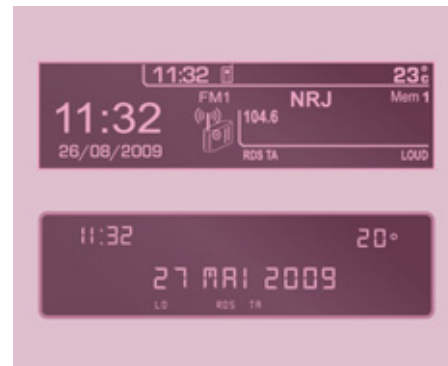 11:32 23°c
FM1 NRJ Mem 1
11:32 104.6
26/08/2009 RDS TA LOUD
11:32 20°
27 MAI 2009
LO RDS TA